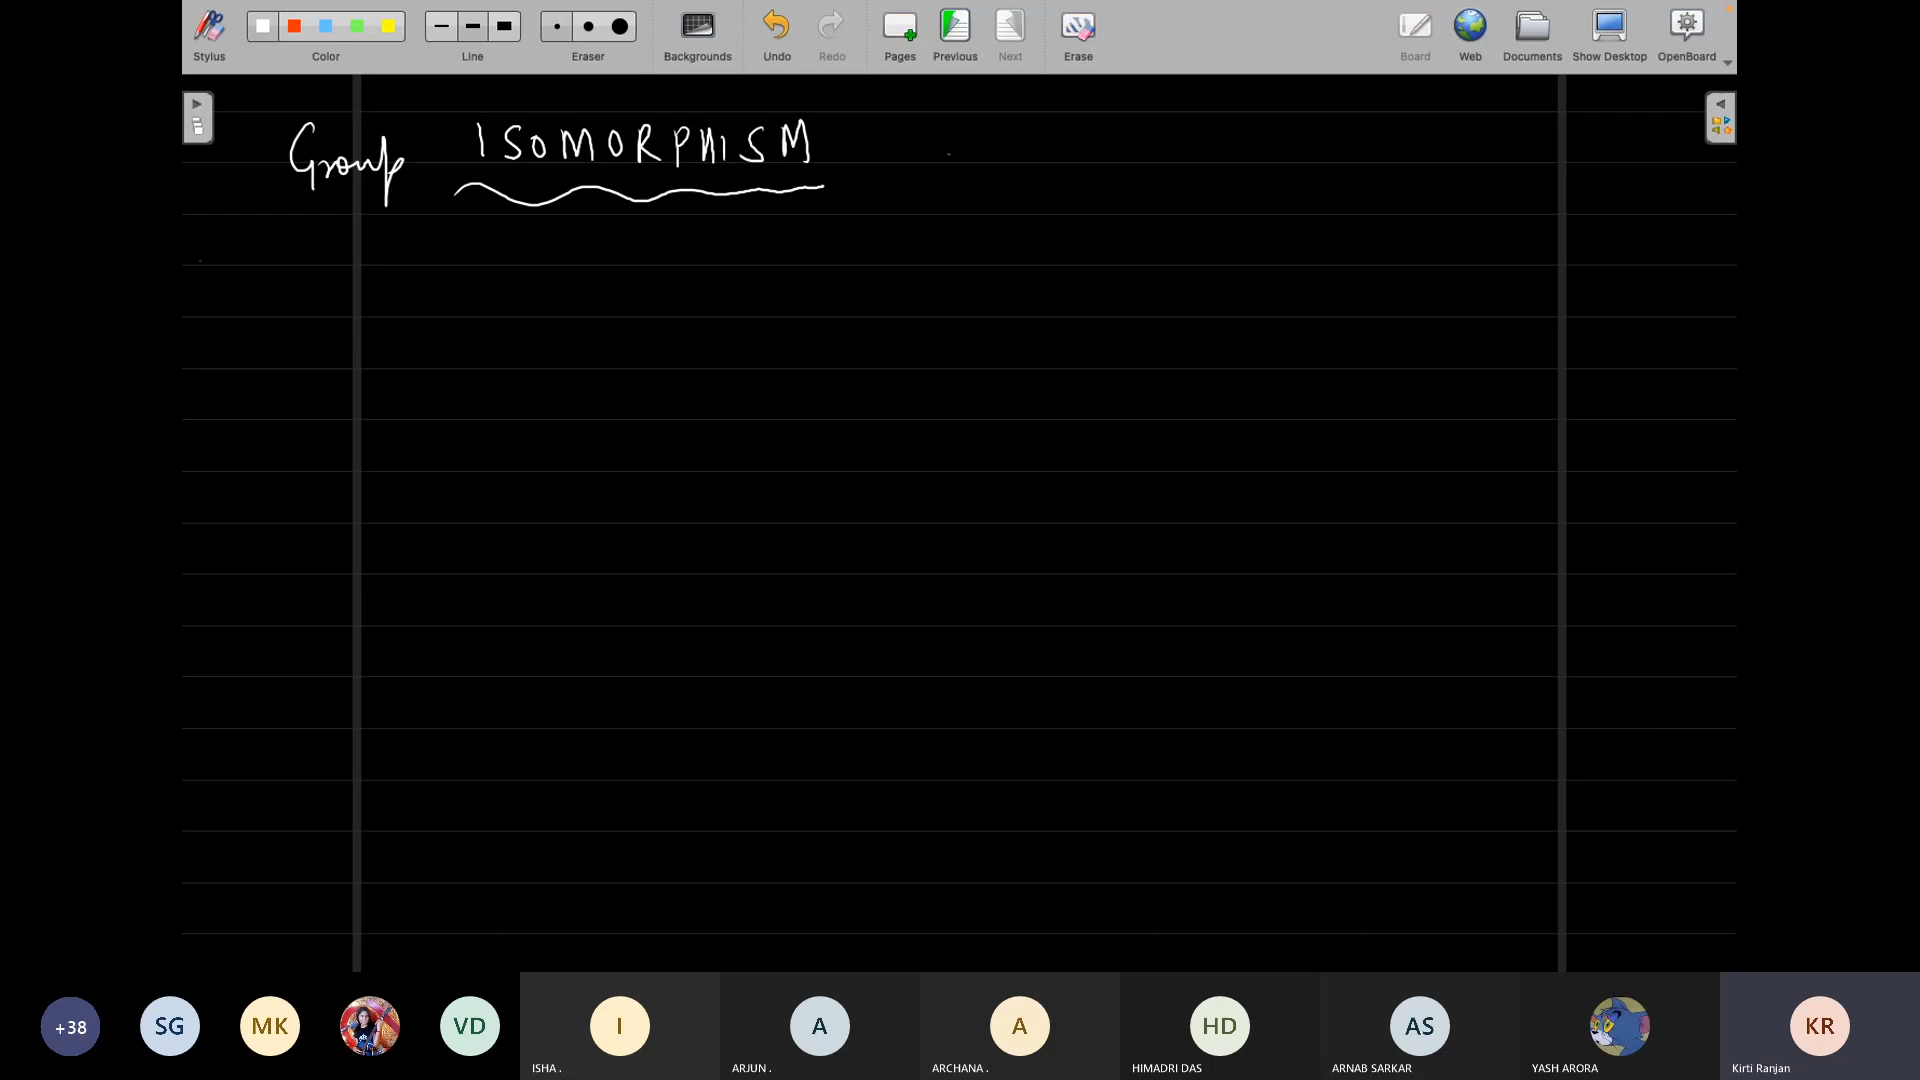 Stylus Color Line Eraser Backgrounds Undo Redo Pages Previous Next Erase Board Web Documents Show Desktop OpenBoard
Group ISOMORPHISM
+38 SG MK VD I A A HD AS KR
ISHA . ARJUN . ARCHANA . HIMADRI DAS ARNAB SARKAR YASH ARORA Kirti Ranjan